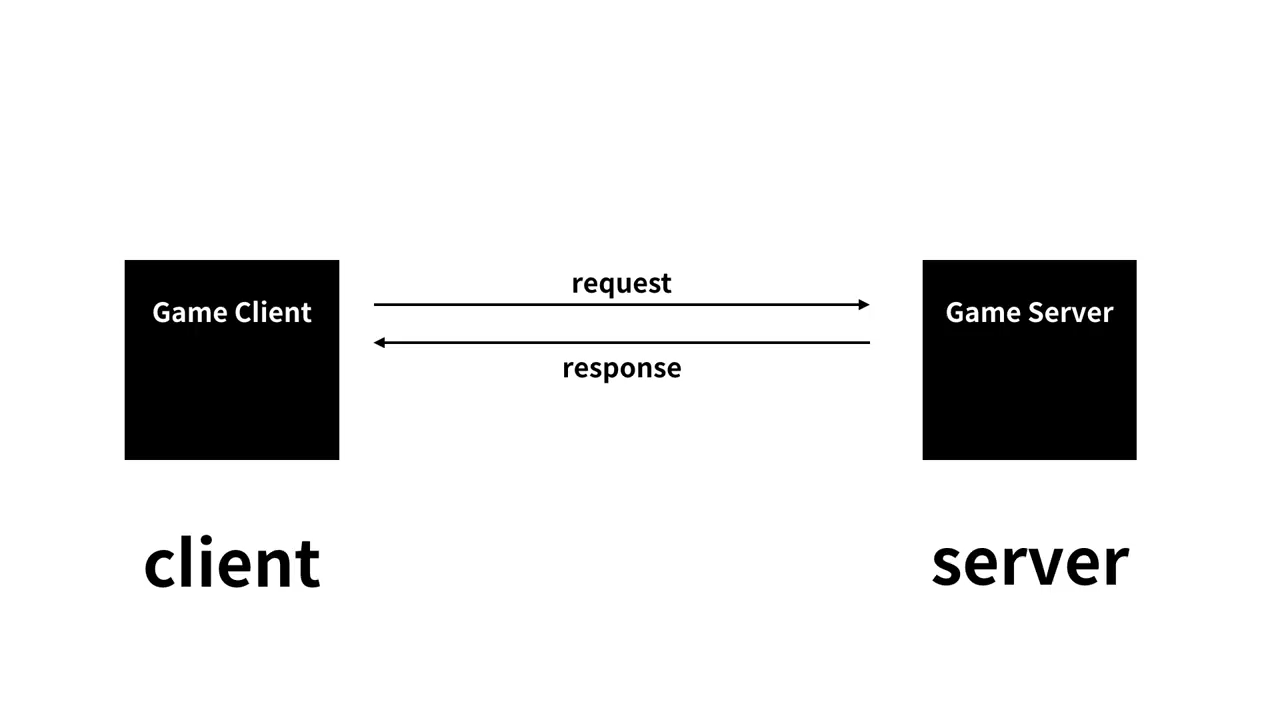 request
Game Client
Game Server
response
client
server